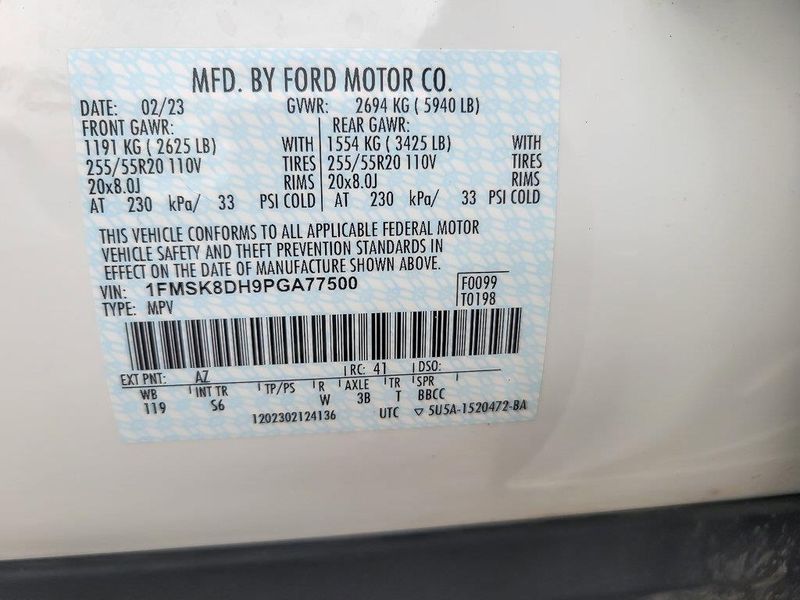 MFD. BY FORD MOTOR CO.
DATE: 02/23 GVWR: 2694 KG ( 5940 LB)
FRONT GAWR: REAR GAWR:
1191 KG ( 2625 LB) WITH 1554 KG ( 3425 LB) WITH
255/55R20 110V TIRES 255/55R20 110V TIRES
20x8.0J RIMS 20x8.0J RIMS
AT 230 kPa/ 33 PSI COLD AT 230 kPa/ 33 PSI COLD
THIS VEHICLE CONFORMS TO ALL APPLICABLE FEDERAL MOTOR
VEHICLE SAFETY AND THEFT PREVENTION STANDARDS IN
EFFECT ON THE DATE OF MANUFACTURE SHOWN ABOVE.
VIN: 1FMSK8DH9PGA77500 F0099
TYPE: MPV T0198
EXT PNT: AZ RC: 41 DSO:
WB INT TR TP/PS R AXLE TR SPR
119 S6 W 3B T BBCC
1202302124136 UTC ▽ 5U5A-1520472-BA